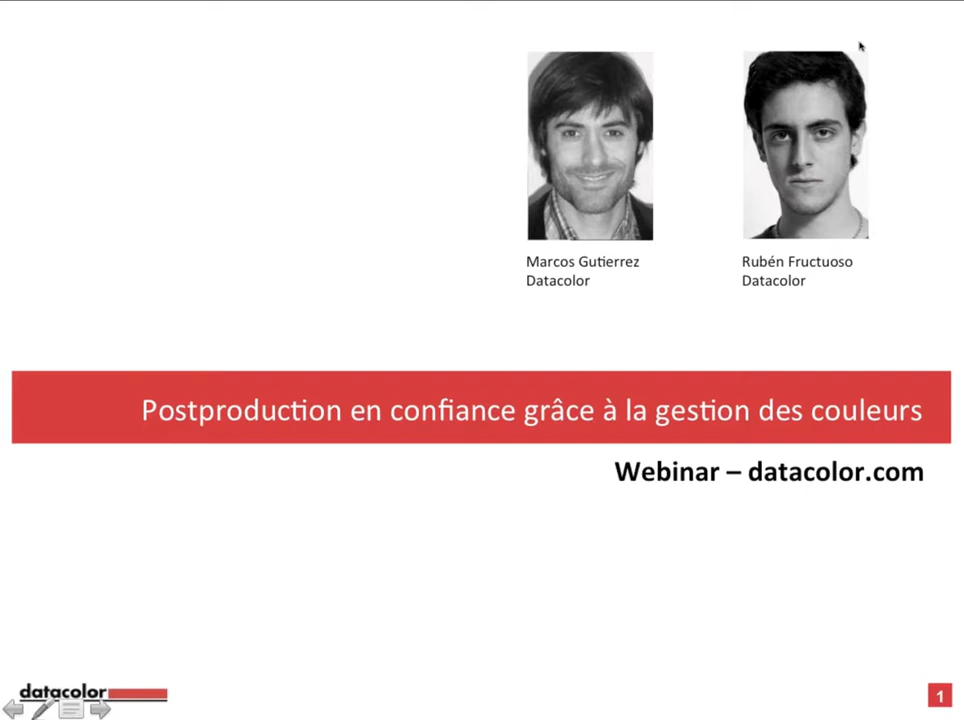 Marcos Gutierrez
Datacolor
Rubén Fructuoso
Datacolor
Postproduction en confiance grâce à la gestion des couleurs
Webinar – datacolor.com
datacolor
1